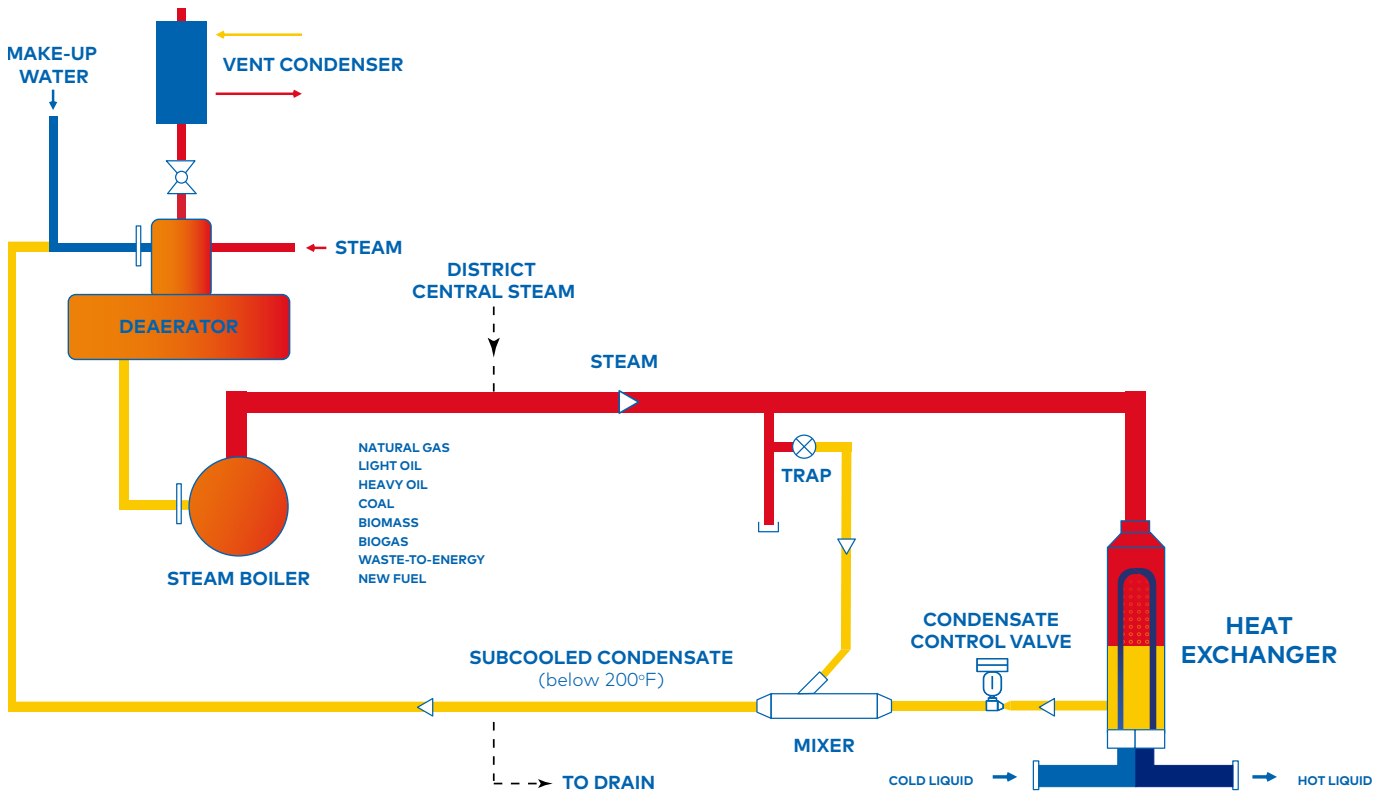 MAKE-UP
WATER
VENT CONDENSER
STEAM
DEAERATOR
DISTRICT
CENTRAL STEAM
STEAM
NATURAL GAS
LIGHT OIL
HEAVY OIL
COAL
BIOMASS
BIOGAS
WASTE-TO-ENERGY
NEW FUEL
STEAM BOILER
TRAP
CONDENSATE
CONTROL VALVE
HEAT
EXCHANGER
SUBCOOLED CONDENSATE
(below 200°F)
MIXER
TO DRAIN
COLD LIQUID
HOT LIQUID